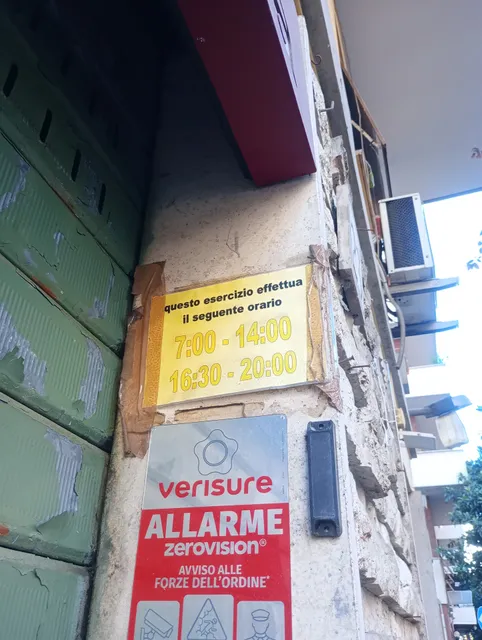 questo esercizio effettua
il seguente orario
7:00 - 14:00
16:30 - 20:00
verisure
ALLARME
zerovision®
AVVISO ALLE
FORZE DELL'ORDINE*